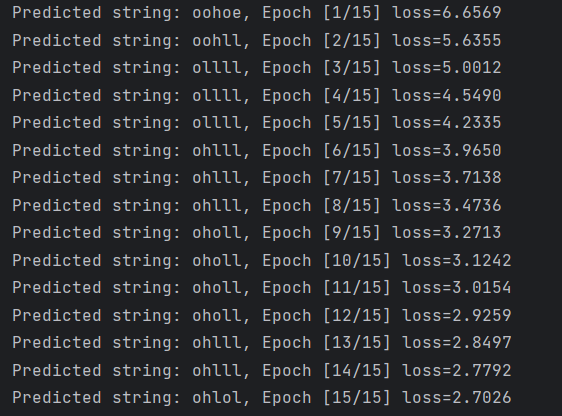 Predicted string: oohoe, Epoch [1/15] loss=6.6569
Predicted string: oohll, Epoch [2/15] loss=5.6355
Predicted string: ollll, Epoch [3/15] loss=5.0012
Predicted string: ollll, Epoch [4/15] loss=4.5490
Predicted string: ollll, Epoch [5/15] loss=4.2335
Predicted string: ohlll, Epoch [6/15] loss=3.9650
Predicted string: ohlll, Epoch [7/15] loss=3.7138
Predicted string: ohlll, Epoch [8/15] loss=3.4736
Predicted string: oholl, Epoch [9/15] loss=3.2713
Predicted string: oholl, Epoch [10/15] loss=3.1242
Predicted string: oholl, Epoch [11/15] loss=3.0154
Predicted string: oholl, Epoch [12/15] loss=2.9259
Predicted string: ohlll, Epoch [13/15] loss=2.8497
Predicted string: ohlll, Epoch [14/15] loss=2.7792
Predicted string: ohlol, Epoch [15/15] loss=2.7026